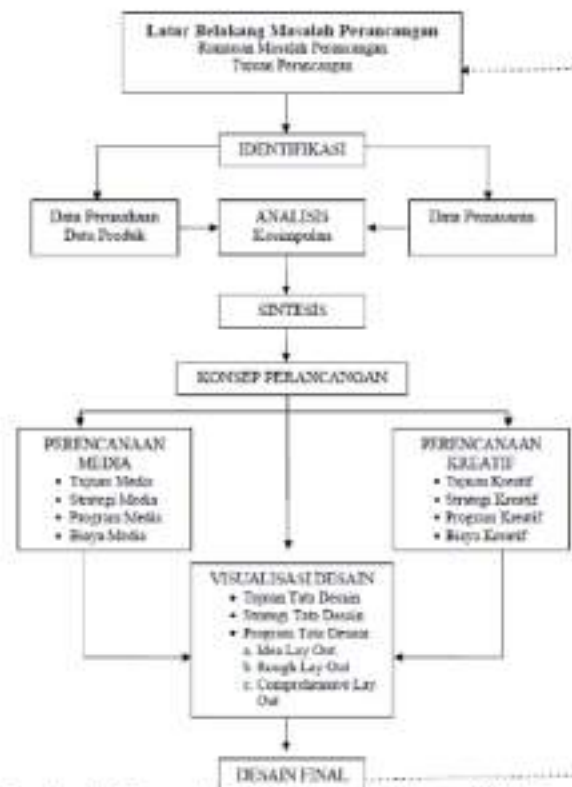 Latar Belakang Masalah Perancangan
Rumusan Masalah Perancangan
Tujuan Perancangan
IDENTIFIKASI
Data Perusahaan
Data Produk
ANALISIS
Kesimpulan
Data Pemasaran
SINTESIS
KONSEP PERANCANGAN
PERENCANAAN
MEDIA
• Tujuan Media
• Strategi Media
• Program Media
• Biaya Media
PERENCANAAN
KREATIF
• Tujuan Kreatif
• Strategi Kreatif
• Program Kreatif
• Biaya Kreatif
VISUALISASI DESAIN
• Tujuan Tata Desain
• Strategi Tata Desain
• Program Tata Desain
a. Idea Lay Out
b. Rough Lay Out
c. Comprehensive Lay
Out
DESAIN FINAL